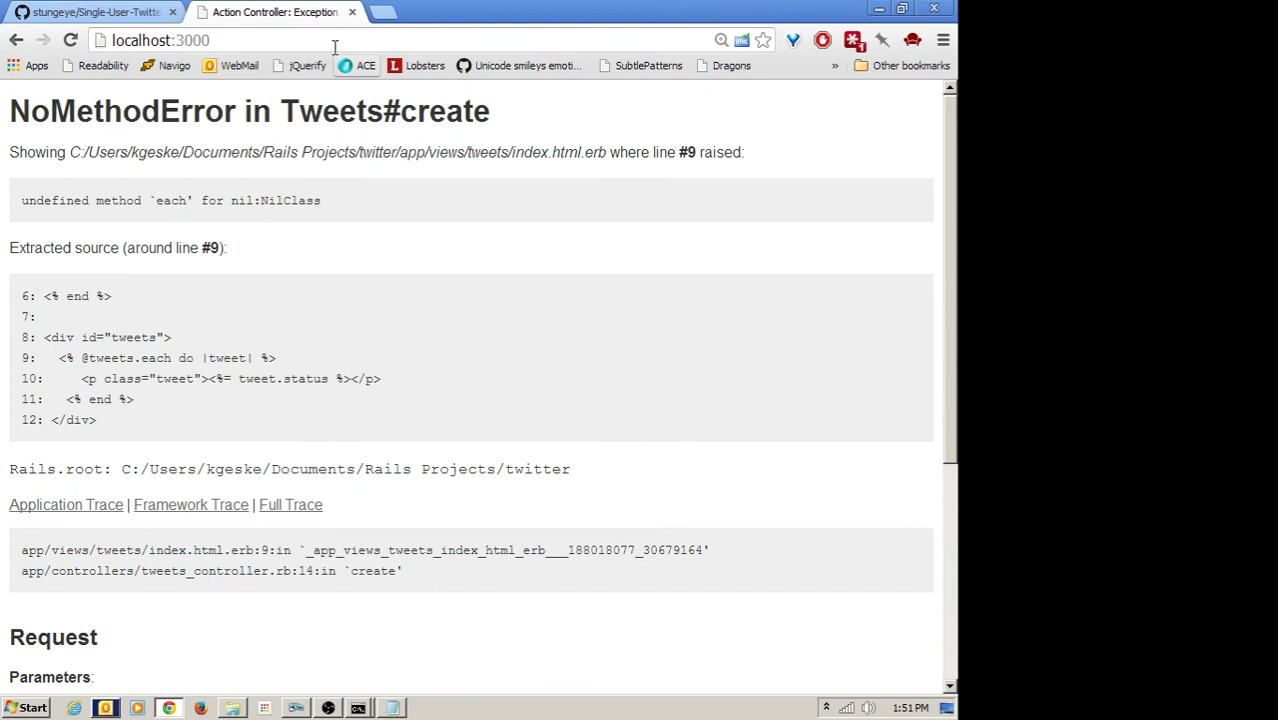 stungeye/Single-User-Twitte
Action Controller: Exception
localhost:3000
Apps
Readability
Navigo
WebMail
jQuerify
ACE
Lobsters
Unicode smileys emoti...
SubtlePatterns
Dragons
»
Other bookmarks
NoMethodError in Tweets#create
Showing C:/Users/kgeske/Documents/Rails Projects/twitter/app/views/tweets/index.html.erb where line #9 raised:
undefined method `each' for nil:NilClass
Extracted source (around line #9):
6: <% end %>
7:
8: <div id="tweets">
9:   <% @tweets.each do |tweet| %>
10:     <p class="tweet"><%= tweet.status %></p>
11:   <% end %>
12: </div>
Rails.root: C:/Users/kgeske/Documents/Rails Projects/twitter
Application Trace | Framework Trace | Full Trace
app/views/tweets/index.html.erb:9:in `_app_views_tweets_index_html_erb___188018077_30679164'
app/controllers/tweets_controller.rb:14:in `create'
Request
Parameters:
Start
1:51 PM